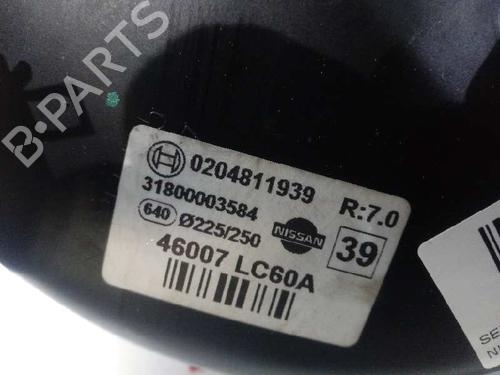 B-PARTS
0204811939
31800003584 R:7.0
640 Ø225/250 NISSAN 39
46007 LC60A